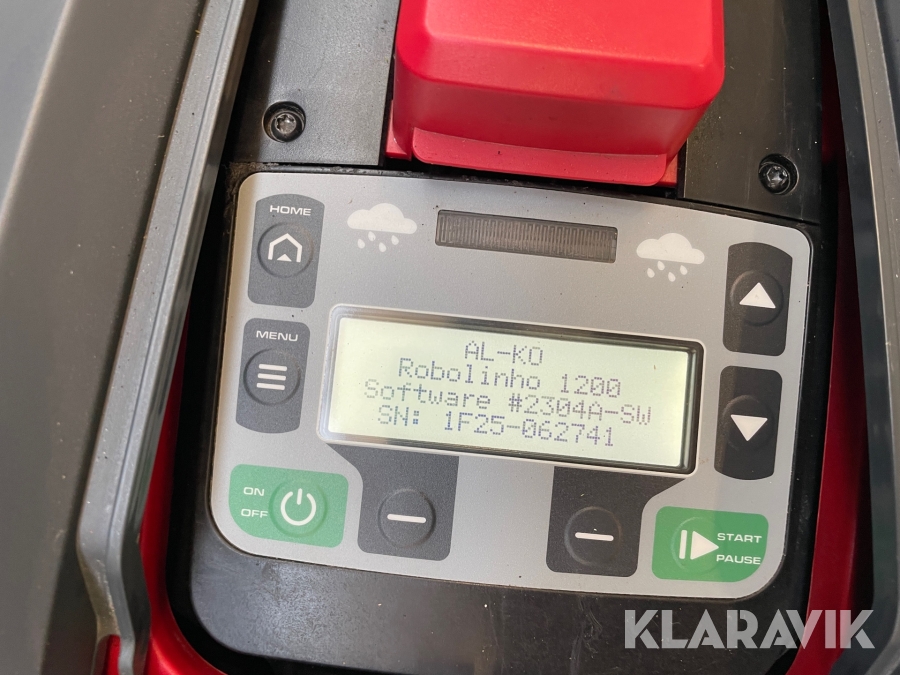 HOME
MENU
AL-KO
Robolinho 1200
Software #2304A-SW
SN: 1F25-062741
ON
OFF
START
PAUSE
KLARAVIK